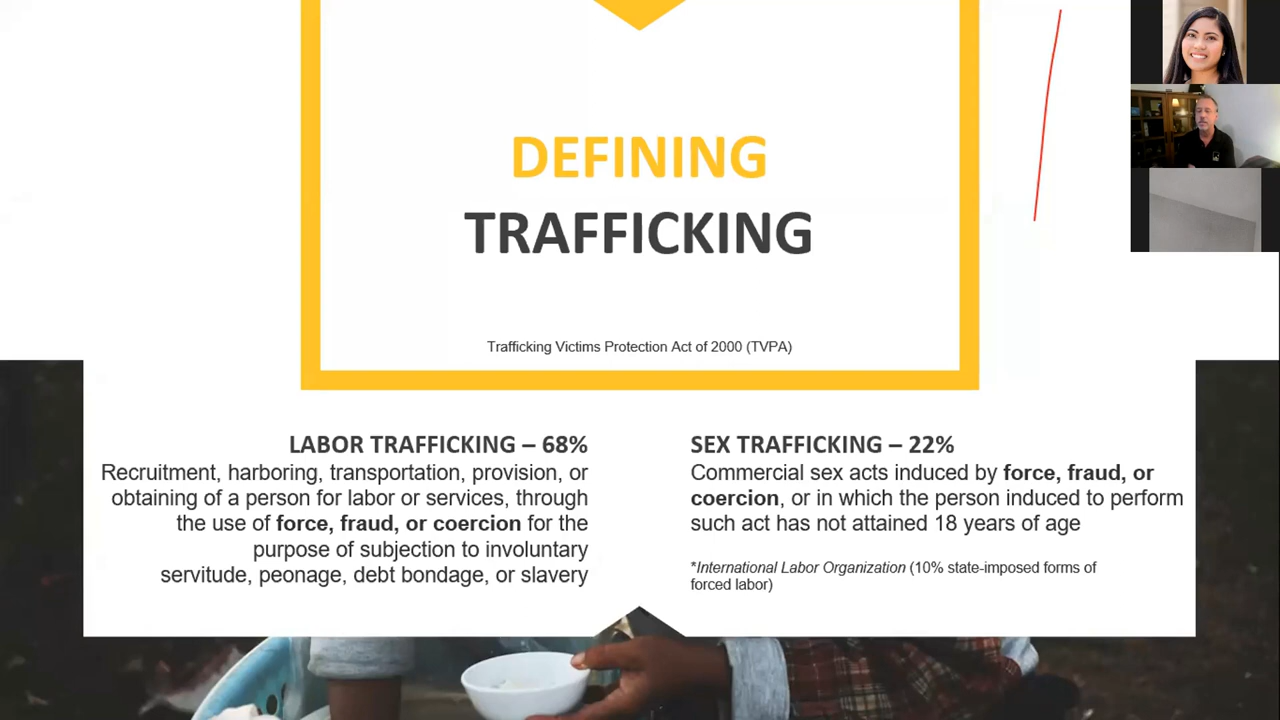 DEFINING
TRAFFICKING
Trafficking Victims Protection Act of 2000 (TVPA)
LABOR TRAFFICKING – 68%
Recruitment, harboring, transportation, provision, or
obtaining of a person for labor or services, through
the use of force, fraud, or coercion for the
purpose of subjection to involuntary
servitude, peonage, debt bondage, or slavery
SEX TRAFFICKING – 22%
Commercial sex acts induced by force, fraud, or
coercion, or in which the person induced to perform
such act has not attained 18 years of age
*International Labor Organization (10% state-imposed forms of
forced labor)